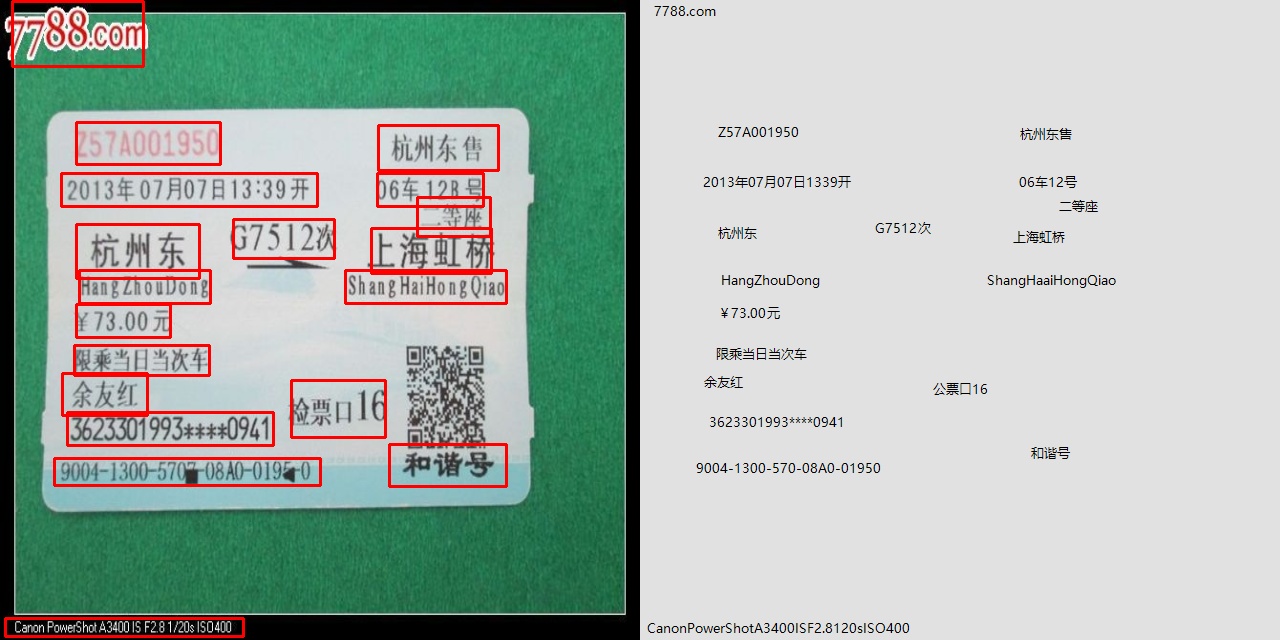 7788.com
7788.com
Z57A001950
杭州东售
2013年07月07日13:39开
06车12B号
二等座
杭州东
G7512次
上海虹桥
HangZhouDong
ShangHaiHongQiao
¥73.00元
限乘当日当次车
余友红
检票口16
3623301993****0941
和谐号
9004-1300-5707-08A0-0195-0
Canon PowerShot A3400 IS F2.8 1/20s ISO400
Z57A001950
杭州东售
2013年07月07日1339开
06车12号
二等座
杭州东
G7512次
上海虹桥
HangZhouDong
ShangHaaiHongQiao
¥73.00元
限乘当日当次车
余友红
公票口16
3623301993****0941
和谐号
9004-1300-570-08A0-01950
CanonPowerShotA3400ISF2.8120sISO400